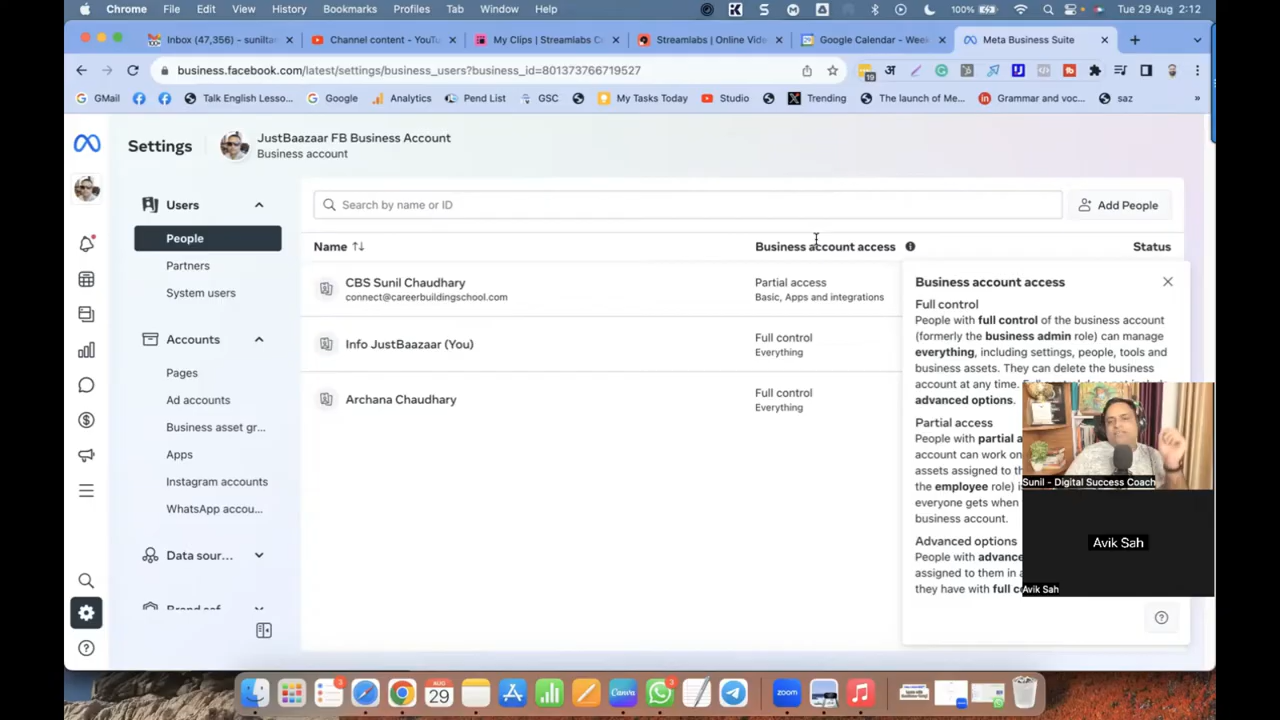 Chrome File Edit View History Bookmarks Profiles Tab Window Help 100% Tue 29 Aug 2:12
Inbox (47,356) - suniltan
Channel content - YouTu
My Clips | Streamlabs C
Streamlabs | Online Vide
Google Calendar - Week
Meta Business Suite
business.facebook.com/latest/settings/business_users?business_id=801373766719527
GMail Talk English Lesso... Google Analytics Pend List GSC My Tasks Today Studio Trending The launch of Me... Grammar and voc... saz »
Settings
JustBaazaar FB Business Account
Business account
Users
People
Partners
System users
Accounts
Pages
Ad accounts
Business asset gr...
Apps
Instagram accounts
WhatsApp accou...
Data sour...
Search by name or ID
Add People
Name ↑↓ Business account access Status
CBS Sunil Chaudhary
connect@careerbuildingschool.com
Partial access
Basic, Apps and integrations
Info JustBaazaar (You)
Full control
Everything
Archana Chaudhary
Full control
Everything
Business account access
Full control
People with full control of the business account
(formerly the business admin role) can manage
everything, including settings, people, tools and
business assets. They can delete the business
account at any time.
advanced options.
Partial access
People with partial a
account can work on
assets assigned to th
the employee role) i
everyone gets when
business account.
Advanced options
People with advance
assigned to them in a
they have with full co
Sunil - Digital Success Coach
Avik Sah
Avik Sah